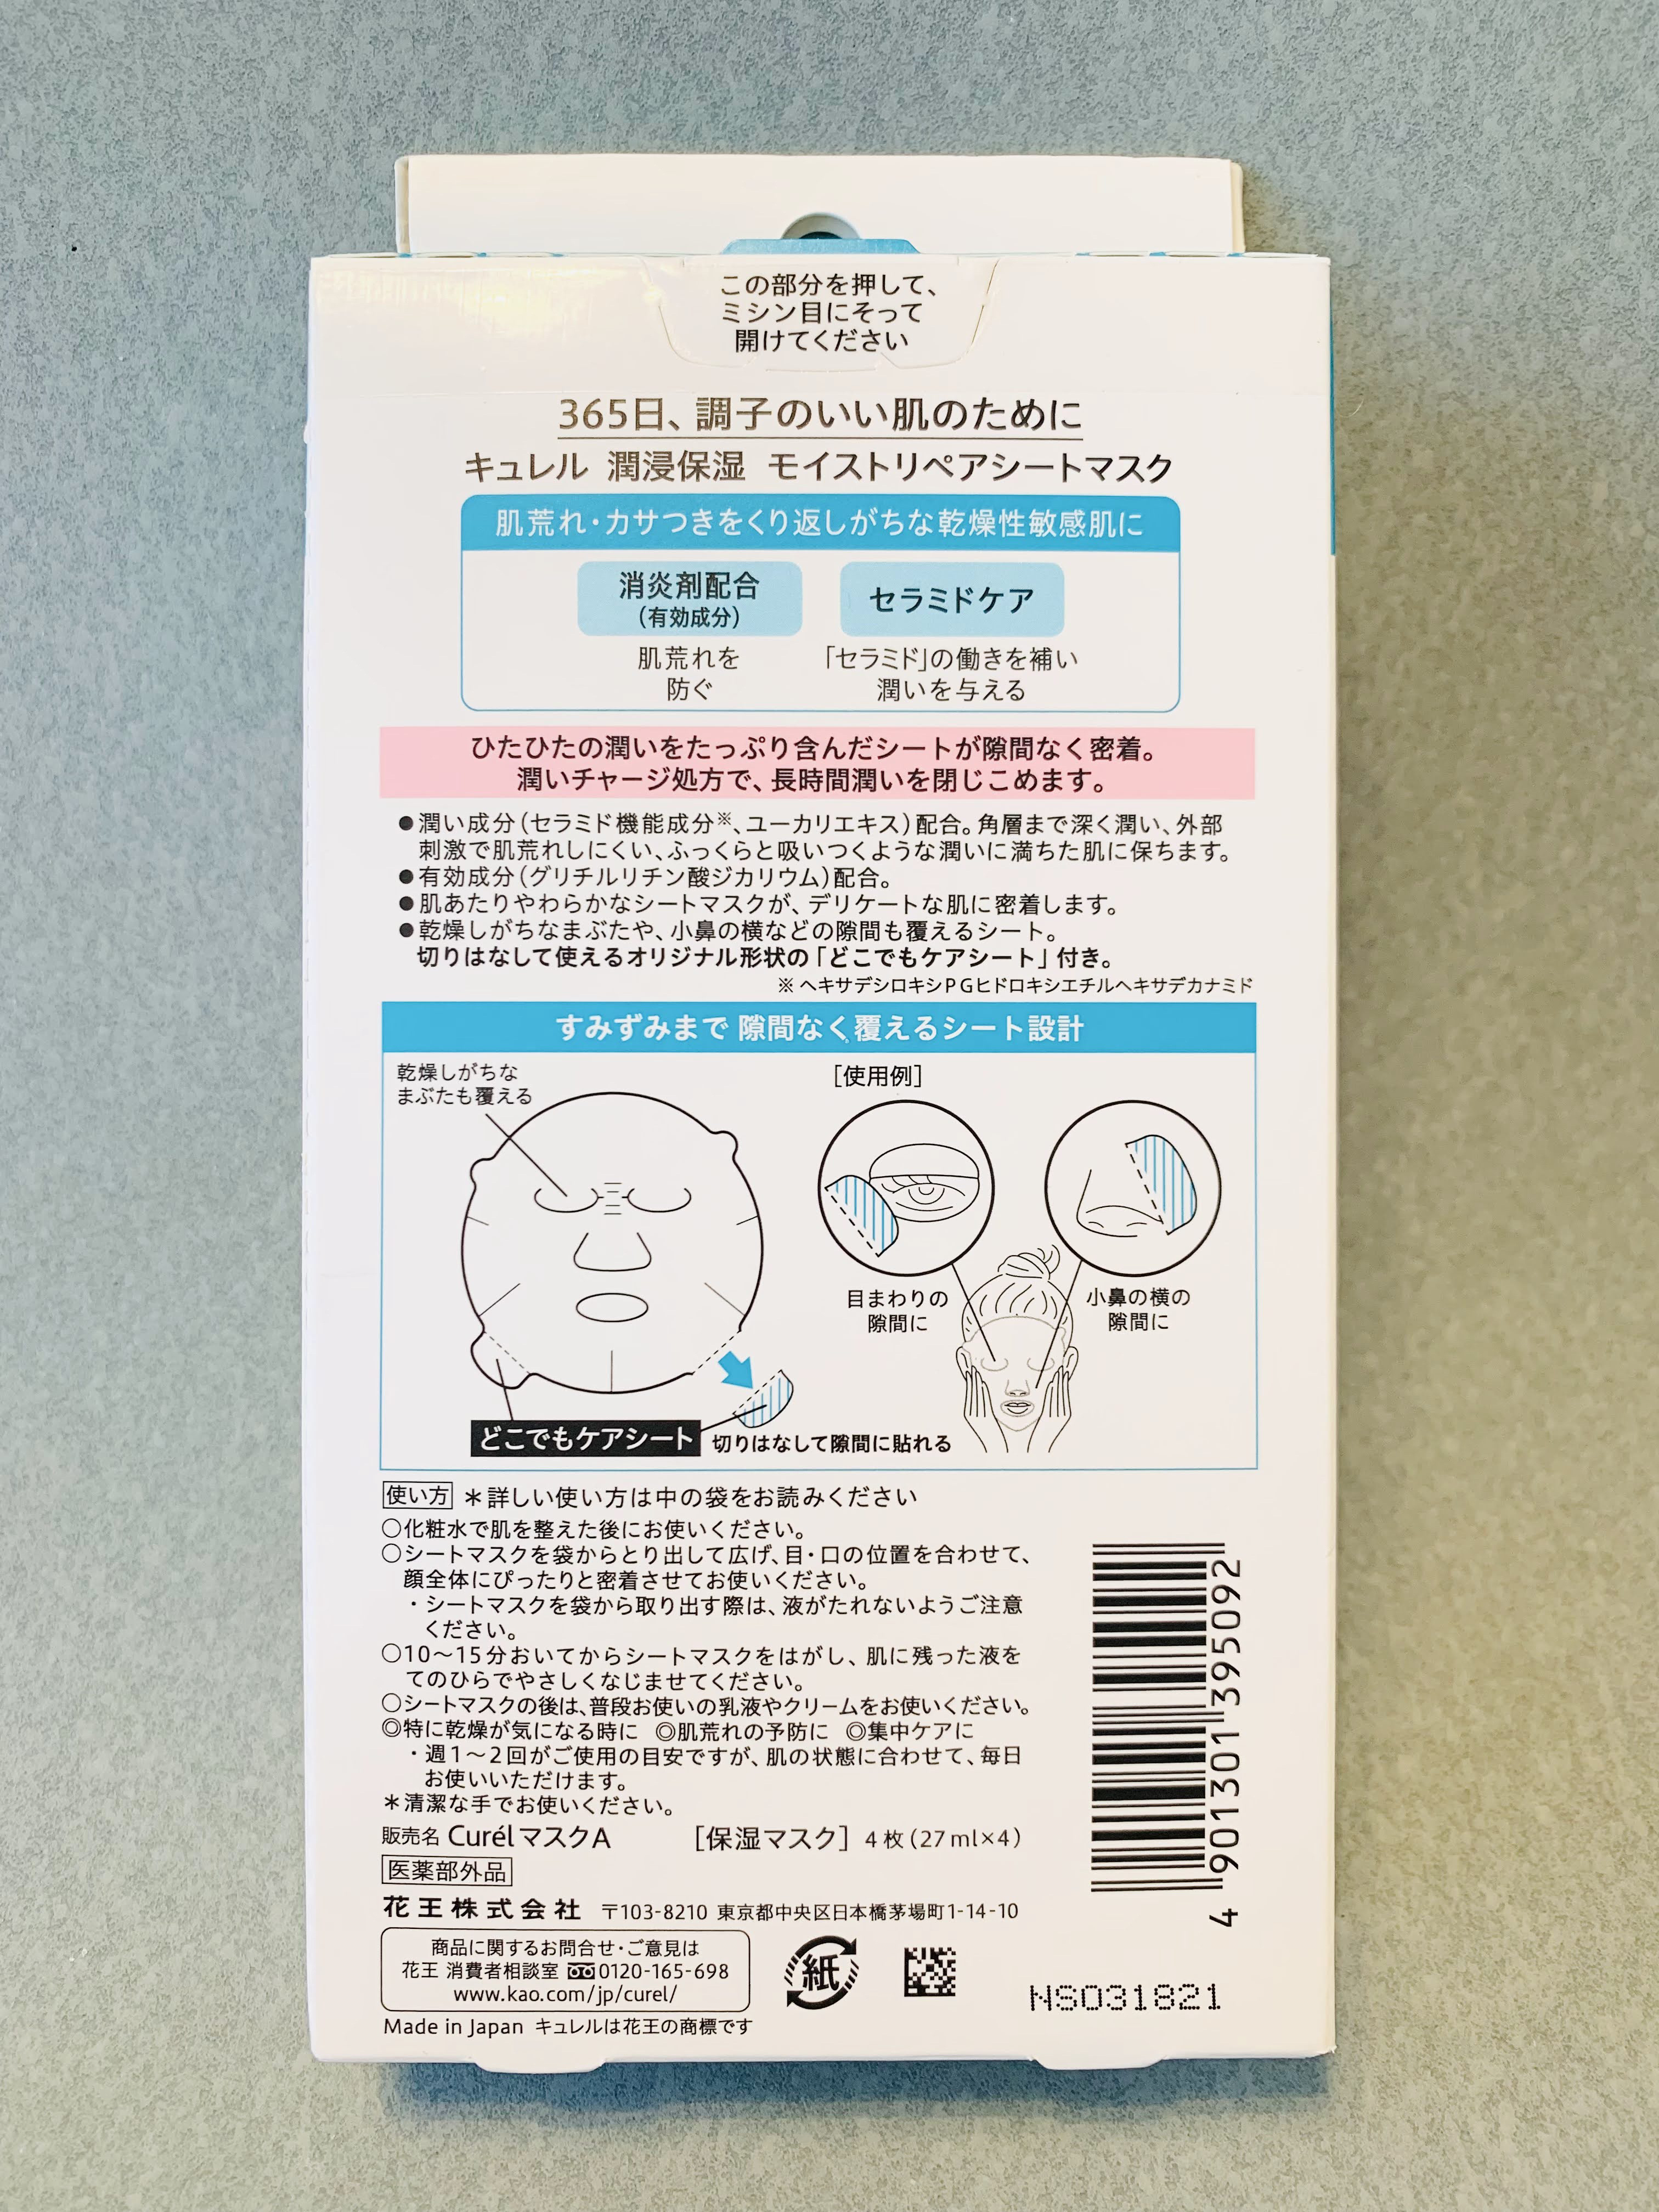 この部分を押して、
ミシン目にそって
開けてください
365日、調子のいい肌のために
キュレル 潤浸保湿 モイストリペアシートマスク
肌荒れ・カサつきをくり返しがちな乾燥性敏感肌に
消炎剤配合
(有効成分)
肌荒れを
防ぐ
セラミドケア
「セラミド」の働きを補い
潤いを与える
ひたひたの潤いをたっぷり含んだシートが隙間なく密着。
潤いチャージ処方で、長時間潤いを閉じこめます。
●潤い成分(セラミド機能成分※、ユーカリエキス)配合。角層まで深く潤い、外部
刺激で肌荒れしにくい、ふっくらと吸いつくような潤いに満ちた肌に保ちます。
●有効成分(グリチルリチン酸ジカリウム)配合。
●肌あたりやわらかなシートマスクが、デリケートな肌に密着します。
●乾燥しがちなまぶたや、小鼻の横などの隙間も覆えるシート。
切りはなして使えるオリジナル形状の「どこでもケアシート」付き。
※ ヘキサデシロキシPGヒドロキシエチルヘキサデカナミド
すみずみまで 隙間なく覆えるシート設計
乾燥しがちな
まぶたも覆える
[使用例]
目まわりの
隙間に
小鼻の横の
隙間に
どこでもケアシート
切りはなして隙間に貼れる
使い方 ＊詳しい使い方は中の袋をお読みください
○化粧水で肌を整えた後にお使いください。
○シートマスクを袋からとり出して広げ、目・口の位置を合わせて、
顔全体にぴったりと密着させてお使いください。
・シートマスクを袋から取り出す際は、液がたれないようご注意
ください。
○10〜15分おいてからシートマスクをはがし、肌に残った液を
てのひらでやさしくなじませてください。
○シートマスクの後は、普段お使いの乳液やクリームをお使いください。
◎特に乾燥が気になる時に ◎肌荒れの予防に ◎集中ケアに
・週1〜2回がご使用の目安ですが、肌の状態に合わせて、毎日
お使いいただけます。
＊清潔な手でお使いください。
販売名 CurélマスクA [保湿マスク] 4枚(27ml×4)
医薬部外品
花王株式会社 〒103-8210 東京都中央区日本橋茅場町1-14-10
商品に関するお問合せ・ご意見は
花王 消費者相談室 0120-165-698
www.kao.com/jp/curel/
Made in Japan キュレルは花王の商標です
紙
NS031821
4 901301 395092